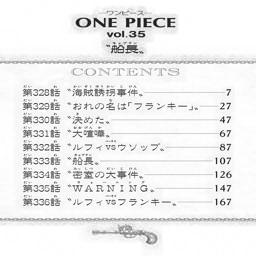 ワンピース
ONE PIECE
vol.35
〝船長〟
CONTENTS
第328話〝海賊誘拐事件〟 7
第329話〝おれの名は「フランキー」〟 27
第330話〝決めた〟 47
第331話〝大喧嘩〟 67
第332話〝ルフィvsウソップ〟 87
第333話〝船長〟 107
第334話〝密室の大事件〟 126
第335話〝WARNING〟 147
第336話〝ルフィvsフランキー〟 167